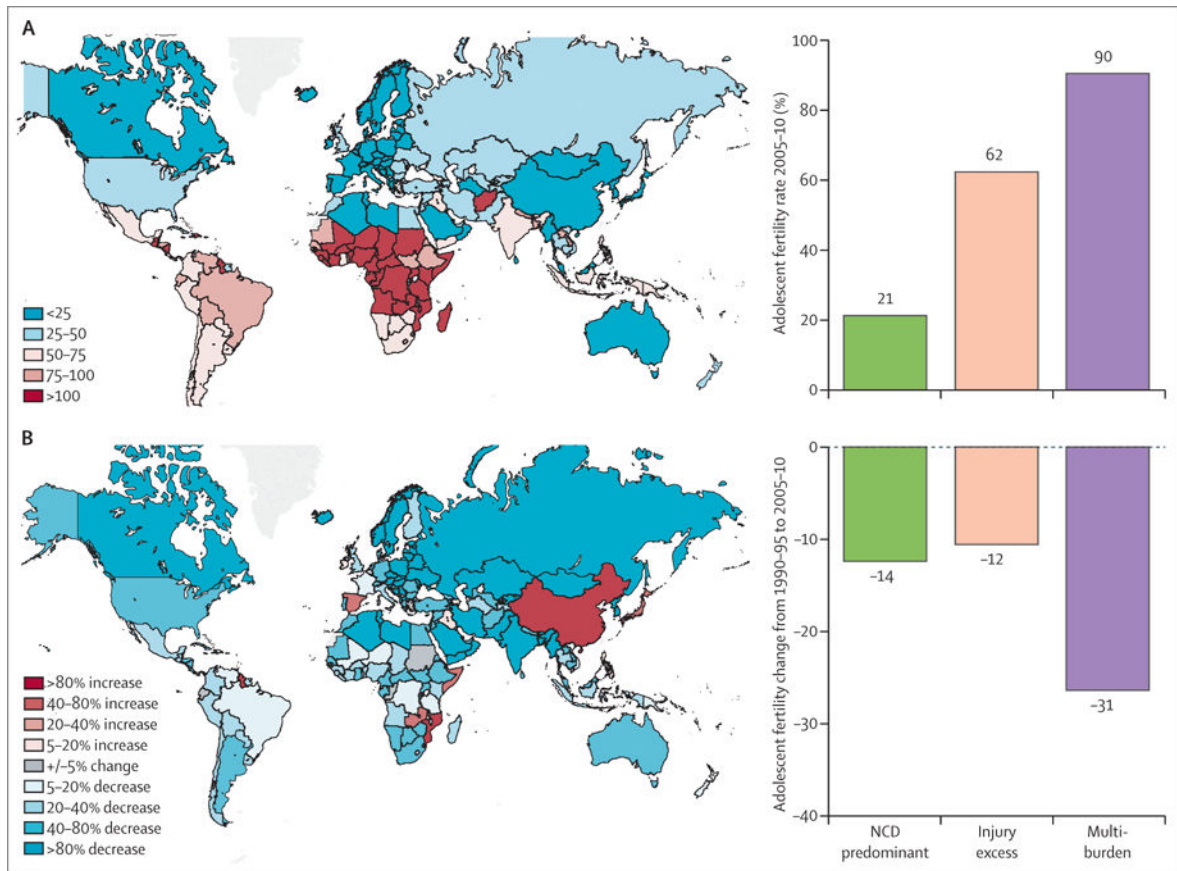 A
<25
25–50
50–75
75–100
>100
Adolescent fertility rate 2005–10 (%)
100
80
60
40
20
0
21
62
90
B
>80% increase
40–80% increase
20–40% increase
5–20% increase
+/–5% change
5–20% decrease
20–40% decrease
40–80% decrease
>80% decrease
Adolescent fertility change from 1990–95 to 2005–10
0
–10
–20
–30
–40
–14
–12
–31
NCD
predominant
Injury
excess
Multi-
burden